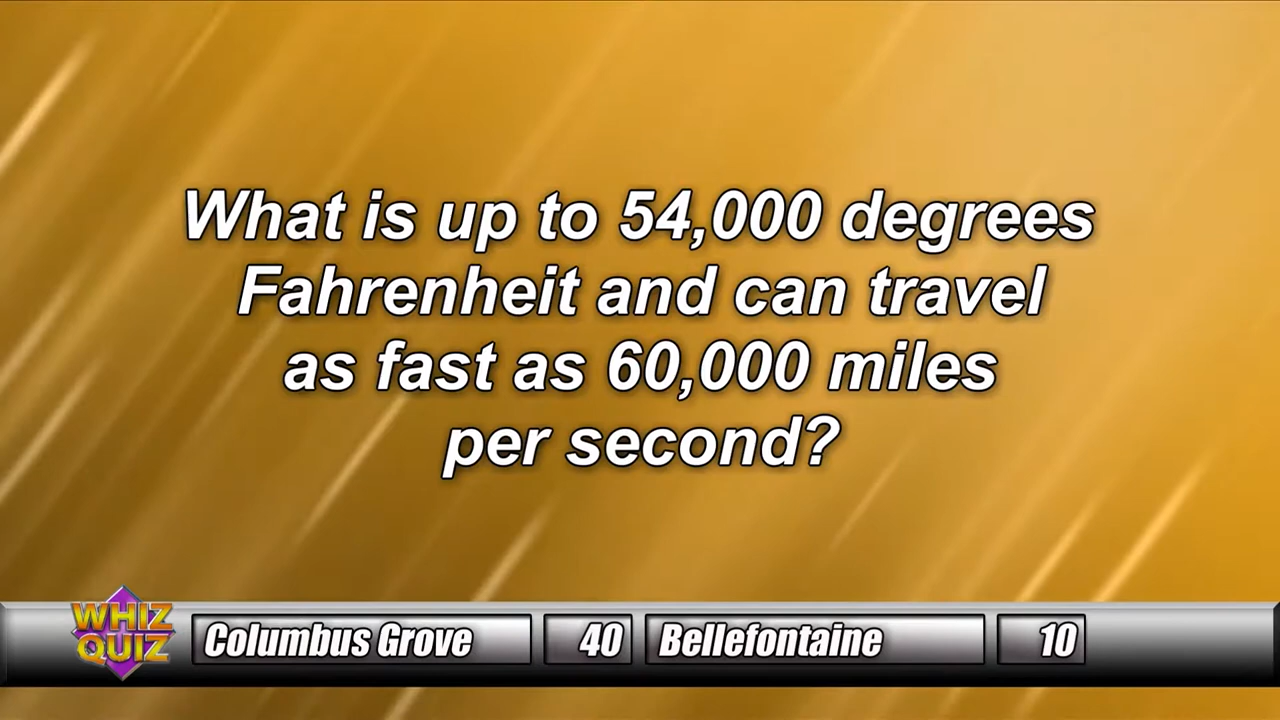 What is up to 54,000 degrees
Fahrenheit and can travel
as fast as 60,000 miles
per second?
WHIZ
QUIZ
Columbus Grove 40 Bellefontaine 10